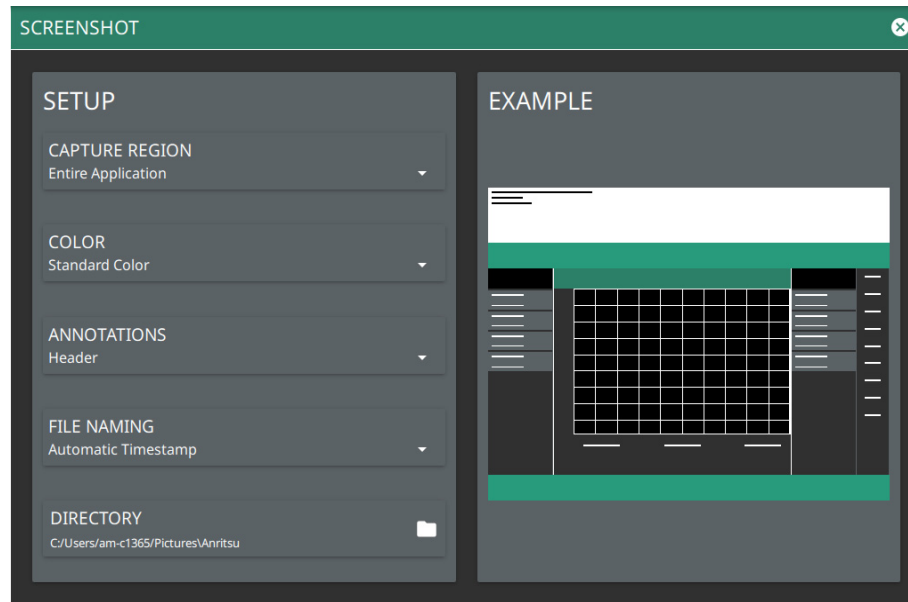 SCREENSHOT
SETUP
CAPTURE REGION
Entire Application
COLOR
Standard Color
ANNOTATIONS
Header
FILE NAMING
Automatic Timestamp
DIRECTORY
C:/Users/am-c1365/Pictures\Anritsu
EXAMPLE